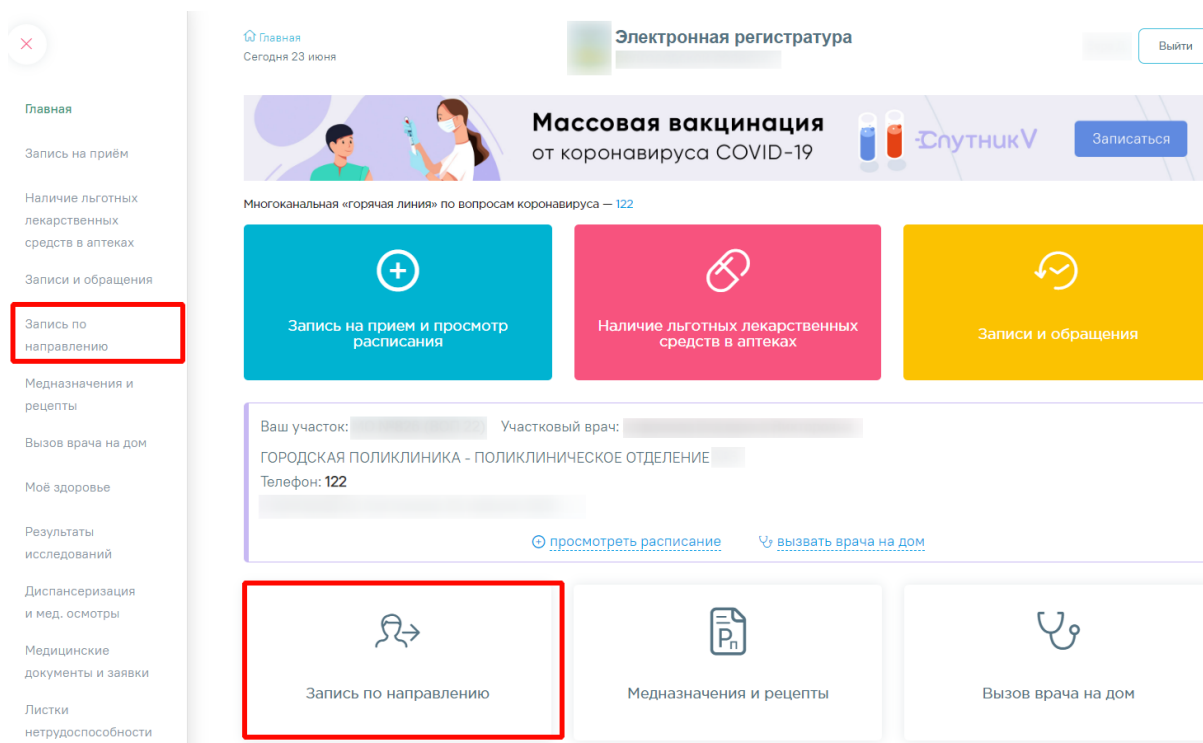 Главная
Сегодня 23 июня
Электронная регистратура
Выйти
Главная
Запись на приём
Наличие льготных
лекарственных
средств в аптеках
Записи и обращения
Запись по
направлению
Медназначения и
рецепты
Вызов врача на дом
Моё здоровье
Результаты
исследований
Диспансеризация
и мед. осмотры
Медицинские
документы и заявки
Листки
нетрудоспособности
Массовая вакцинация
от коронавируса COVID-19
СпутникV
Записаться
Многоканальная «горячая линия» по вопросам коронавируса — 122
Запись на прием и просмотр
расписания
Наличие льготных лекарственных
средств в аптеках
Записи и обращения
Ваш участок: Участковый врач:
ГОРОДСКАЯ ПОЛИКЛИНИКА - ПОЛИКЛИНИЧЕСКОЕ ОТДЕЛЕНИЕ
Телефон: 122
просмотреть расписание вызвать врача на дом
Запись по направлению
Pп
Медназначения и рецепты
Вызов врача на дом